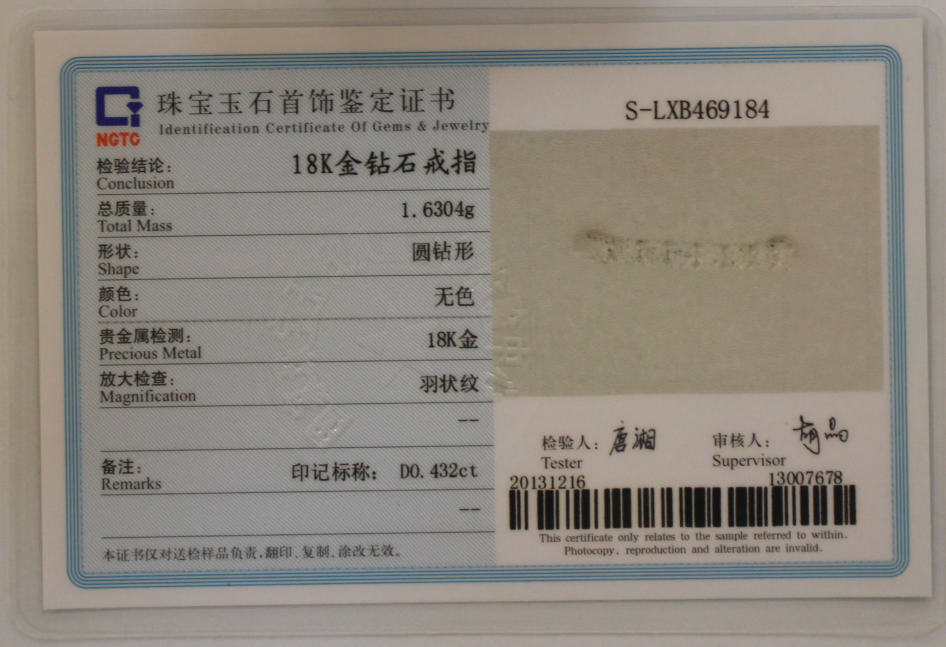 NGTC
珠宝玉石首饰鉴定证书
Identification Certificate Of Gems & Jewelry
检验结论： 18K金钻石戒指
Conclusion
总质量： 1.6304g
Total Mass
形状： 圆钻形
Shape
颜色： 无色
Color
贵金属检测： 18K金
Precious Metal
放大检查： 羽状纹
Magnification
--
备注： 印记标称： D0.432ct
Remarks
--
本证书仅对送检样品负责,翻印、复制、涂改无效。
S-LXB469184
检验人： 唐湘 审核人：
Tester Supervisor
20131216 13007678
This certificate only relates to the sample referred to within.
Photocopy, reproduction and alteration are invalid.